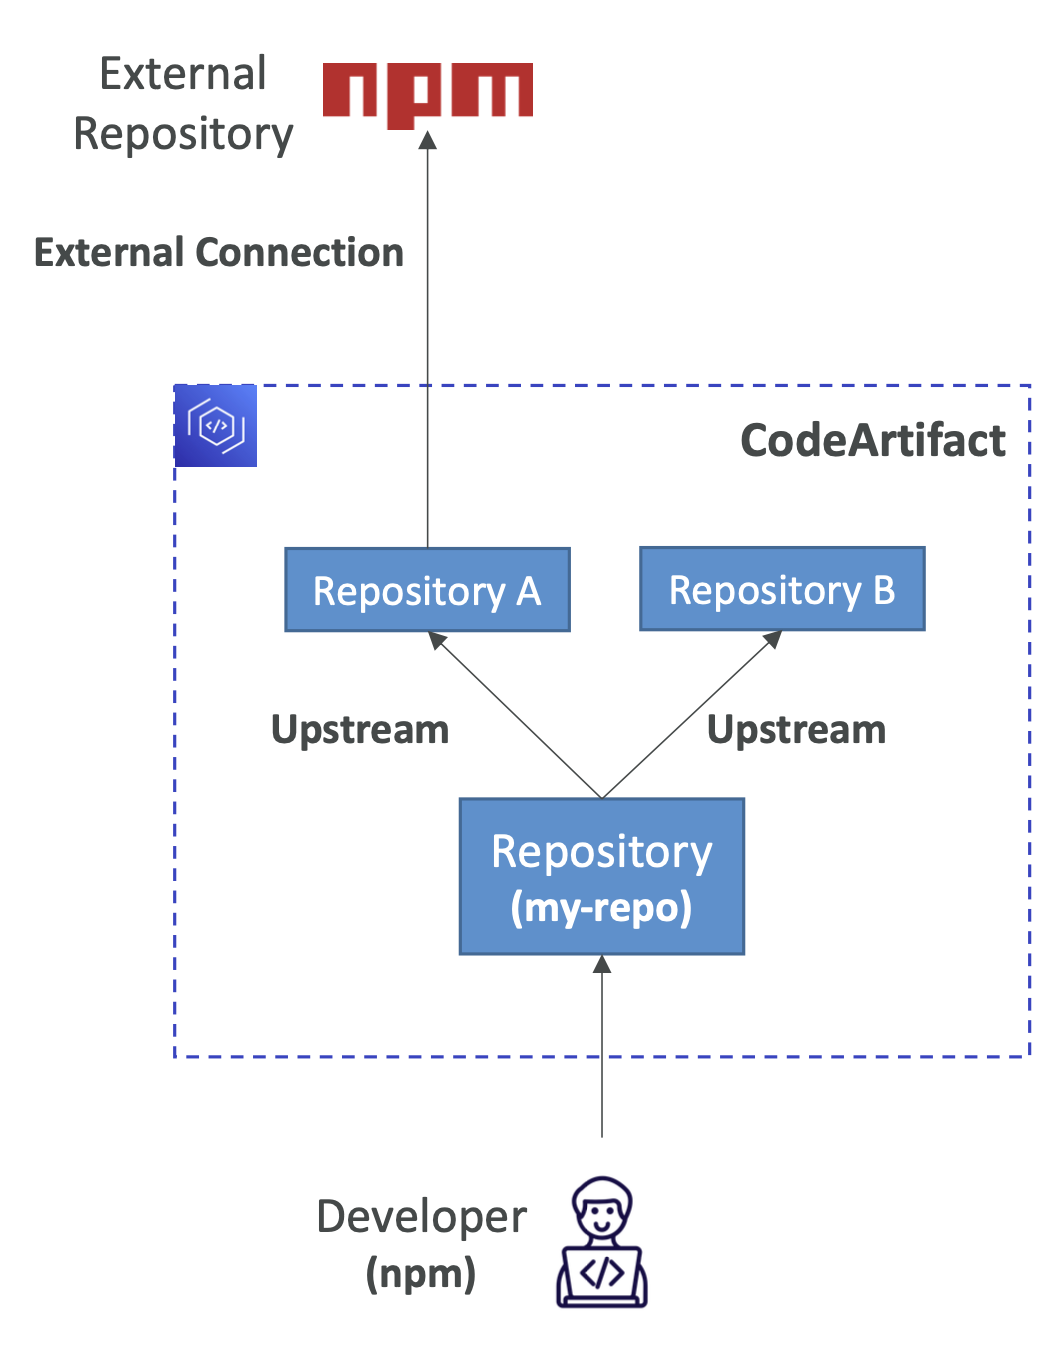 External
Repository
npm
External Connection
CodeArtifact
Repository A
Repository B
Upstream
Upstream
Repository
(my-repo)
Developer
(npm)